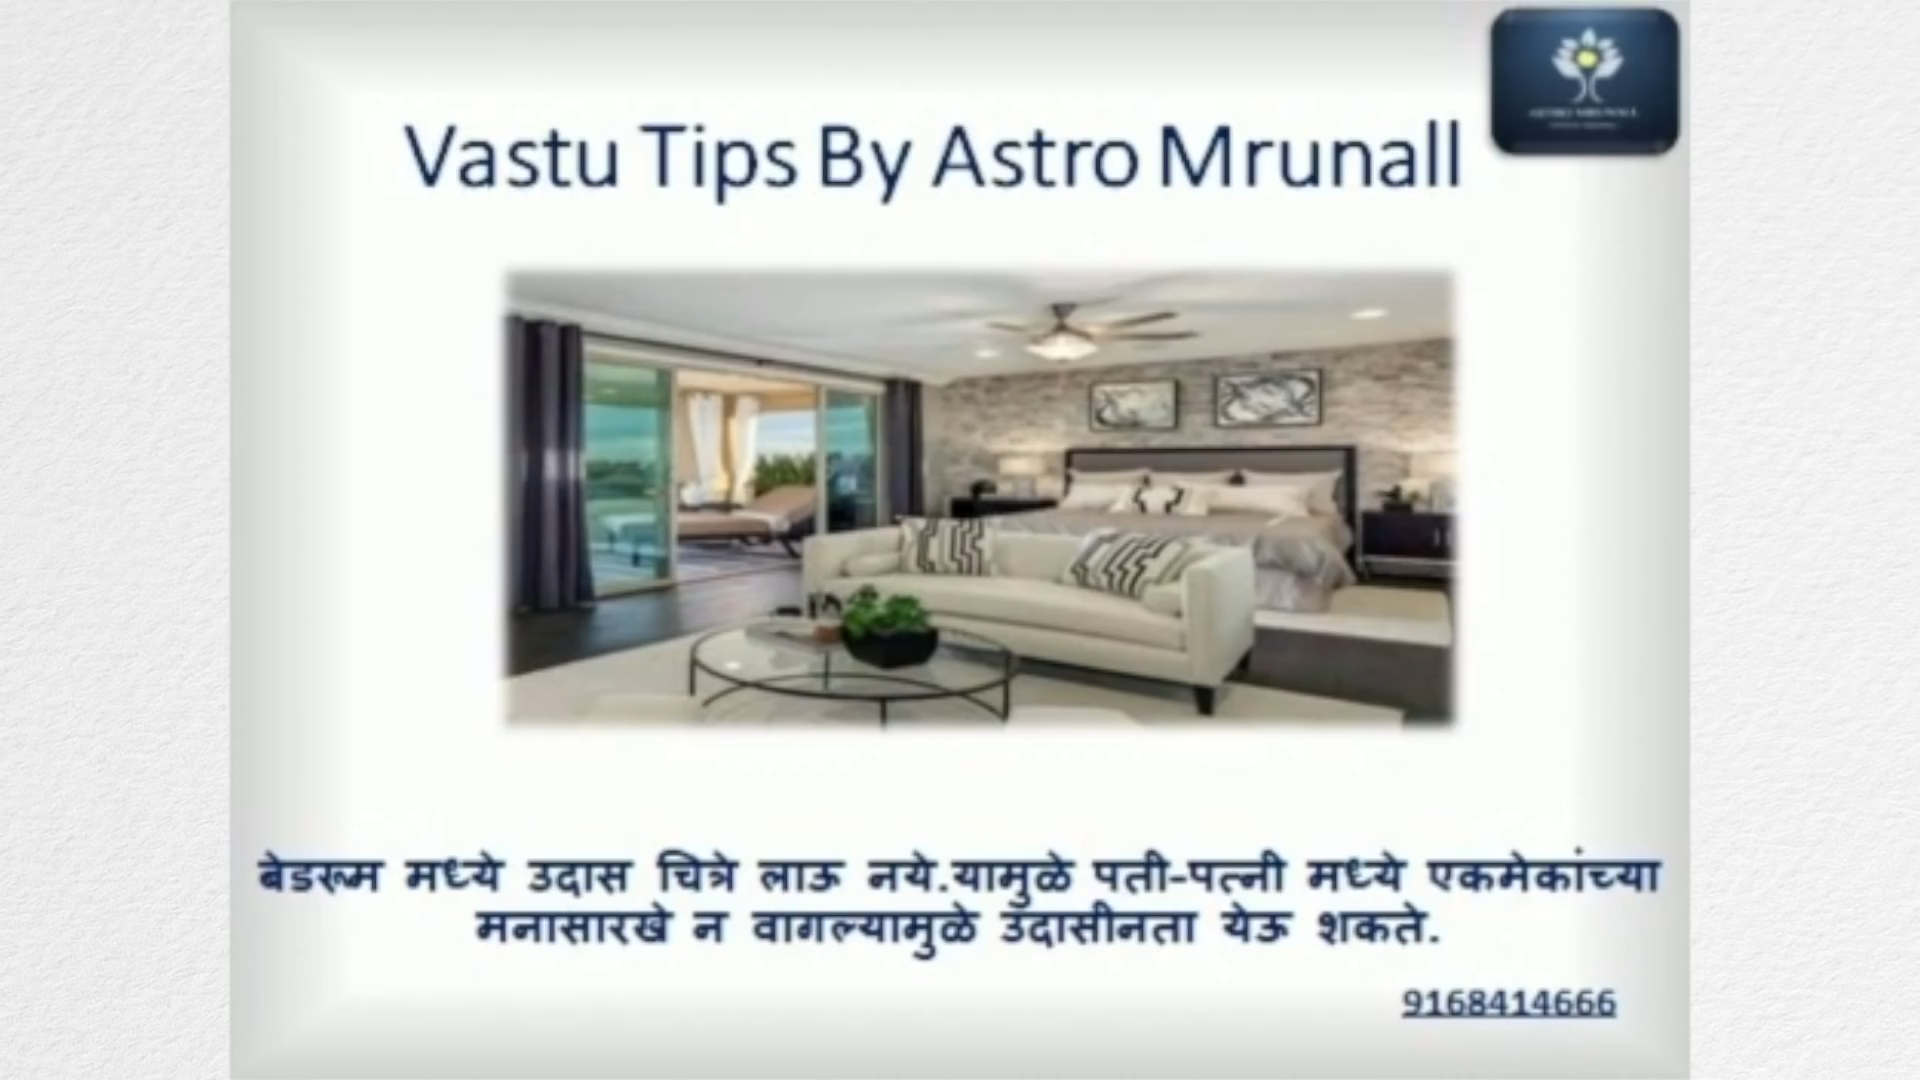 Vastu Tips By Astro Mrunall
बेडरूम मध्ये उदास चित्रे लाऊ नये.यामुळे पती-पत्नी मध्ये एकमेकांच्या
मनासारखे न वागल्यामुळे उदासीनता येऊ शकते.
9168414666